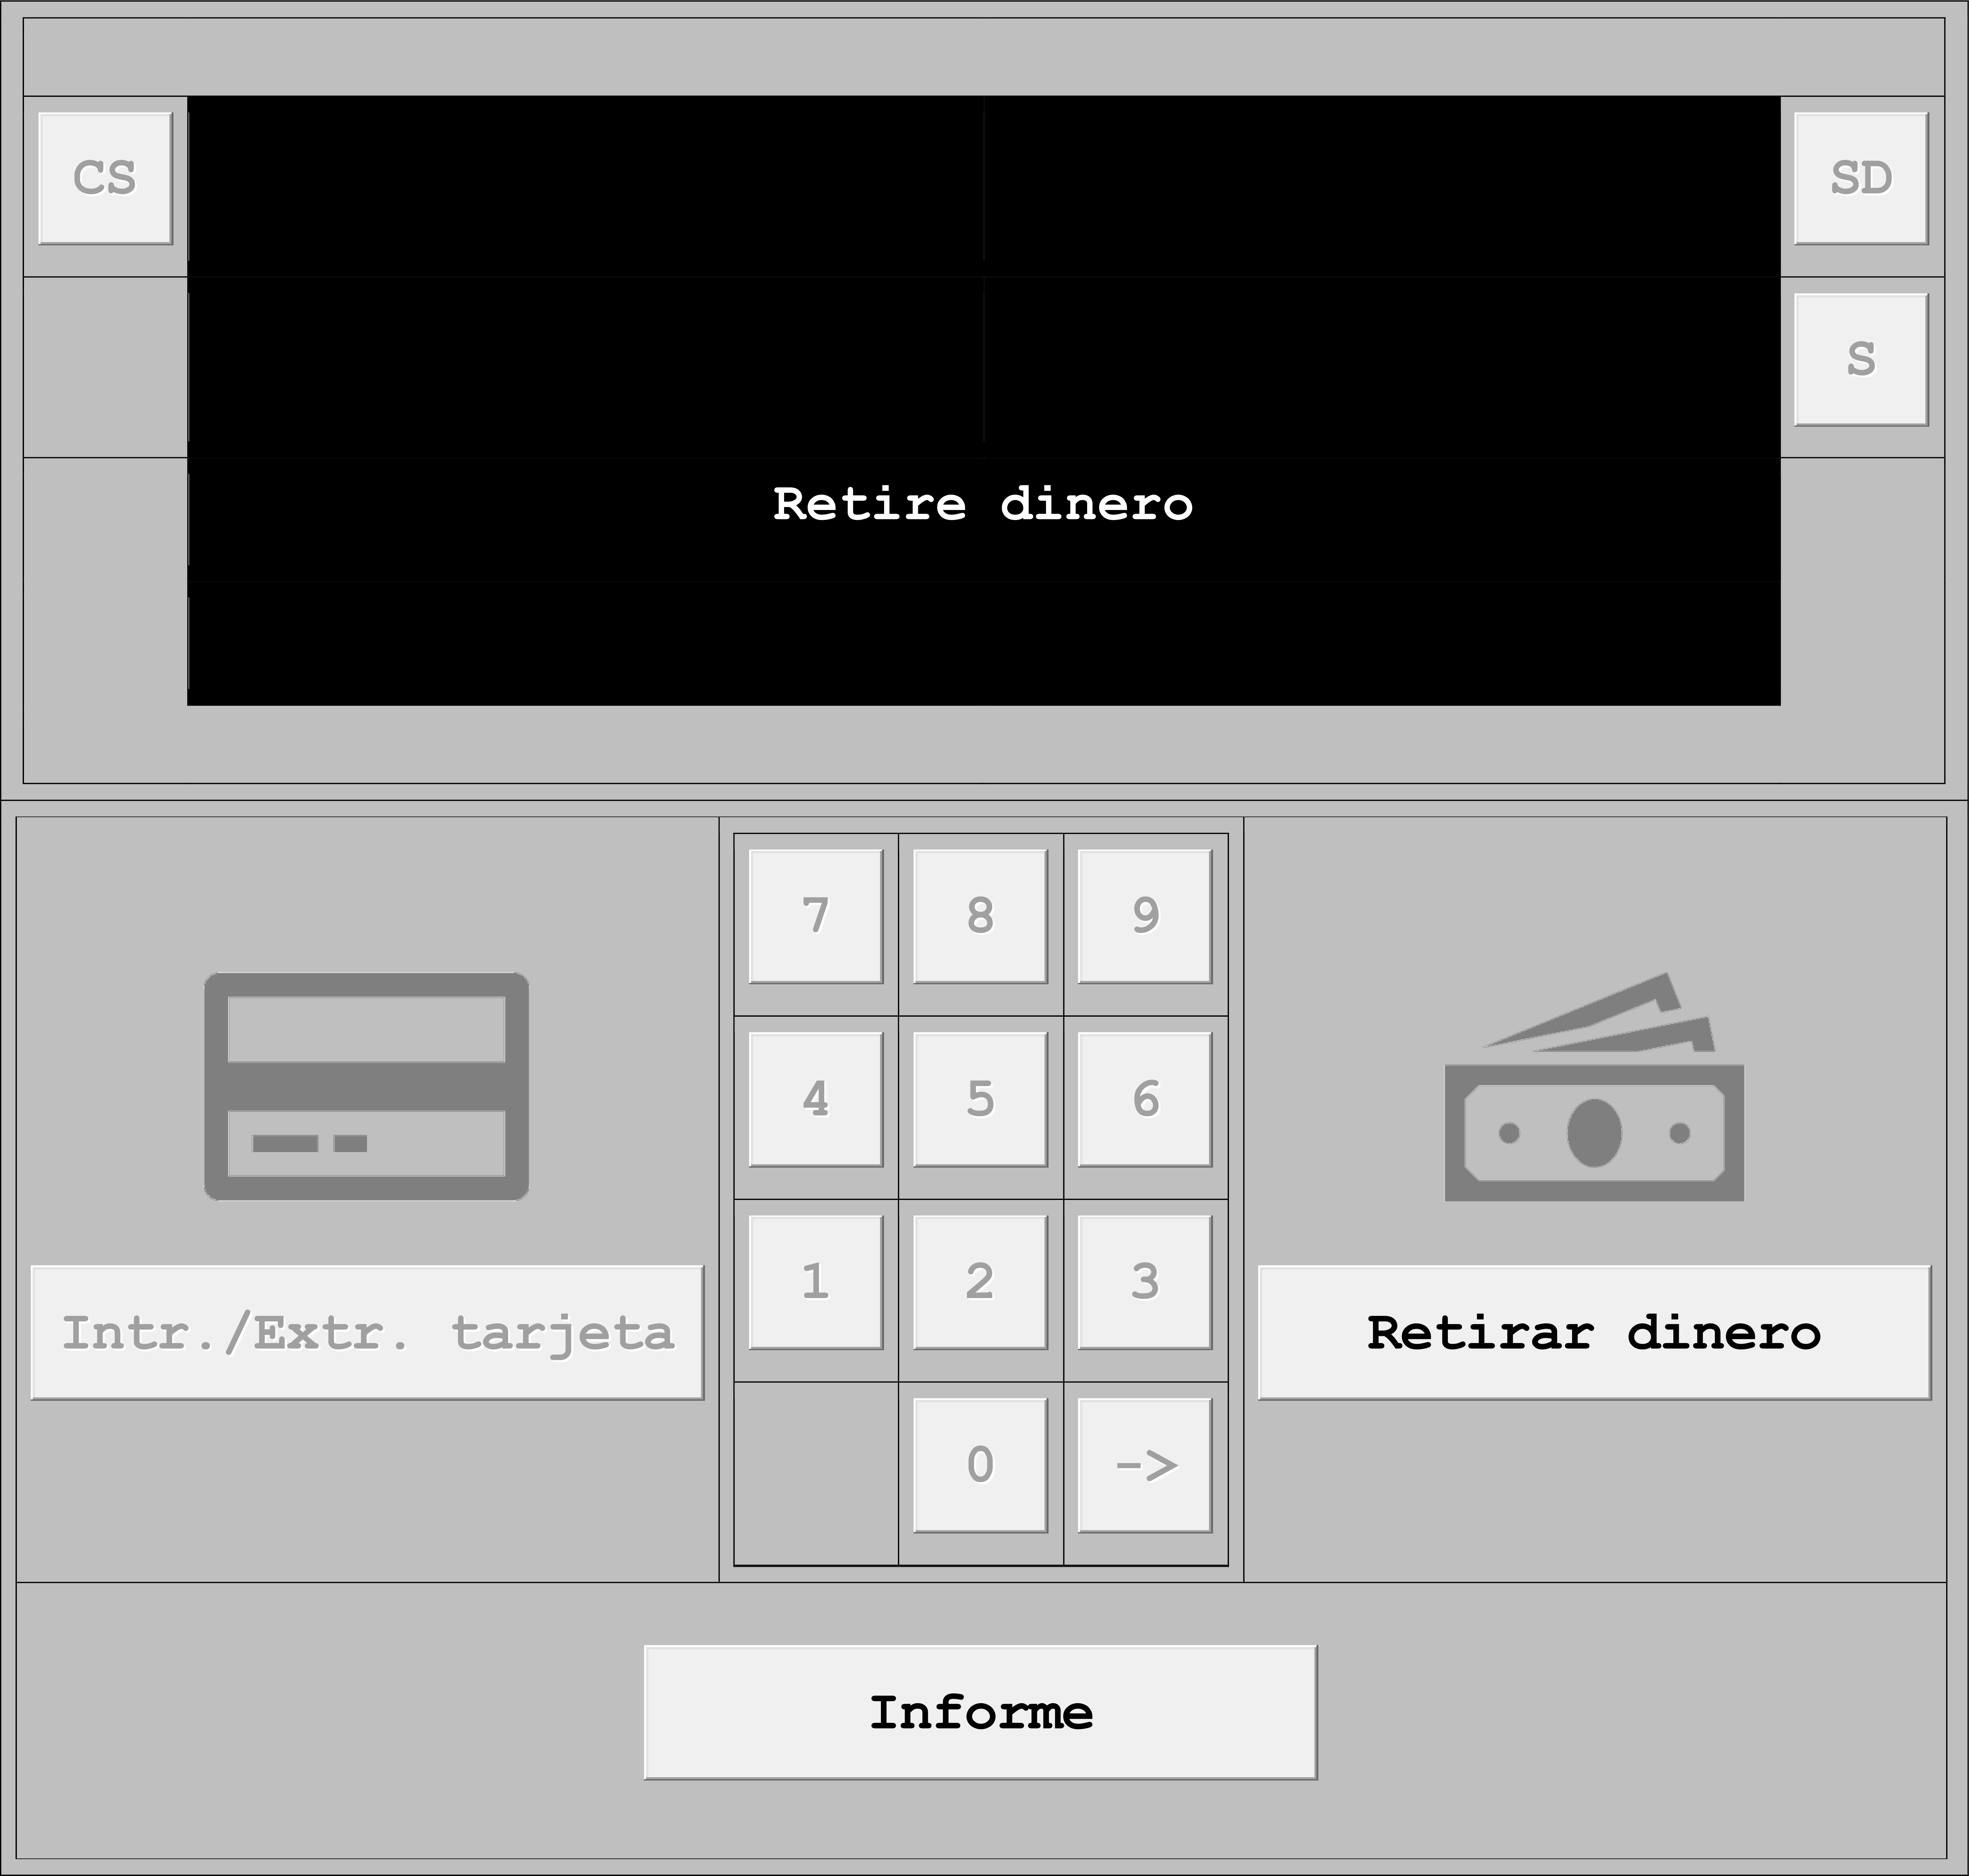 CS
SD
S
Retire dinero
7 8 9
4 5 6
1 2 3
0 ->
Intr./Extr. tarjeta
Retirar dinero
Informe